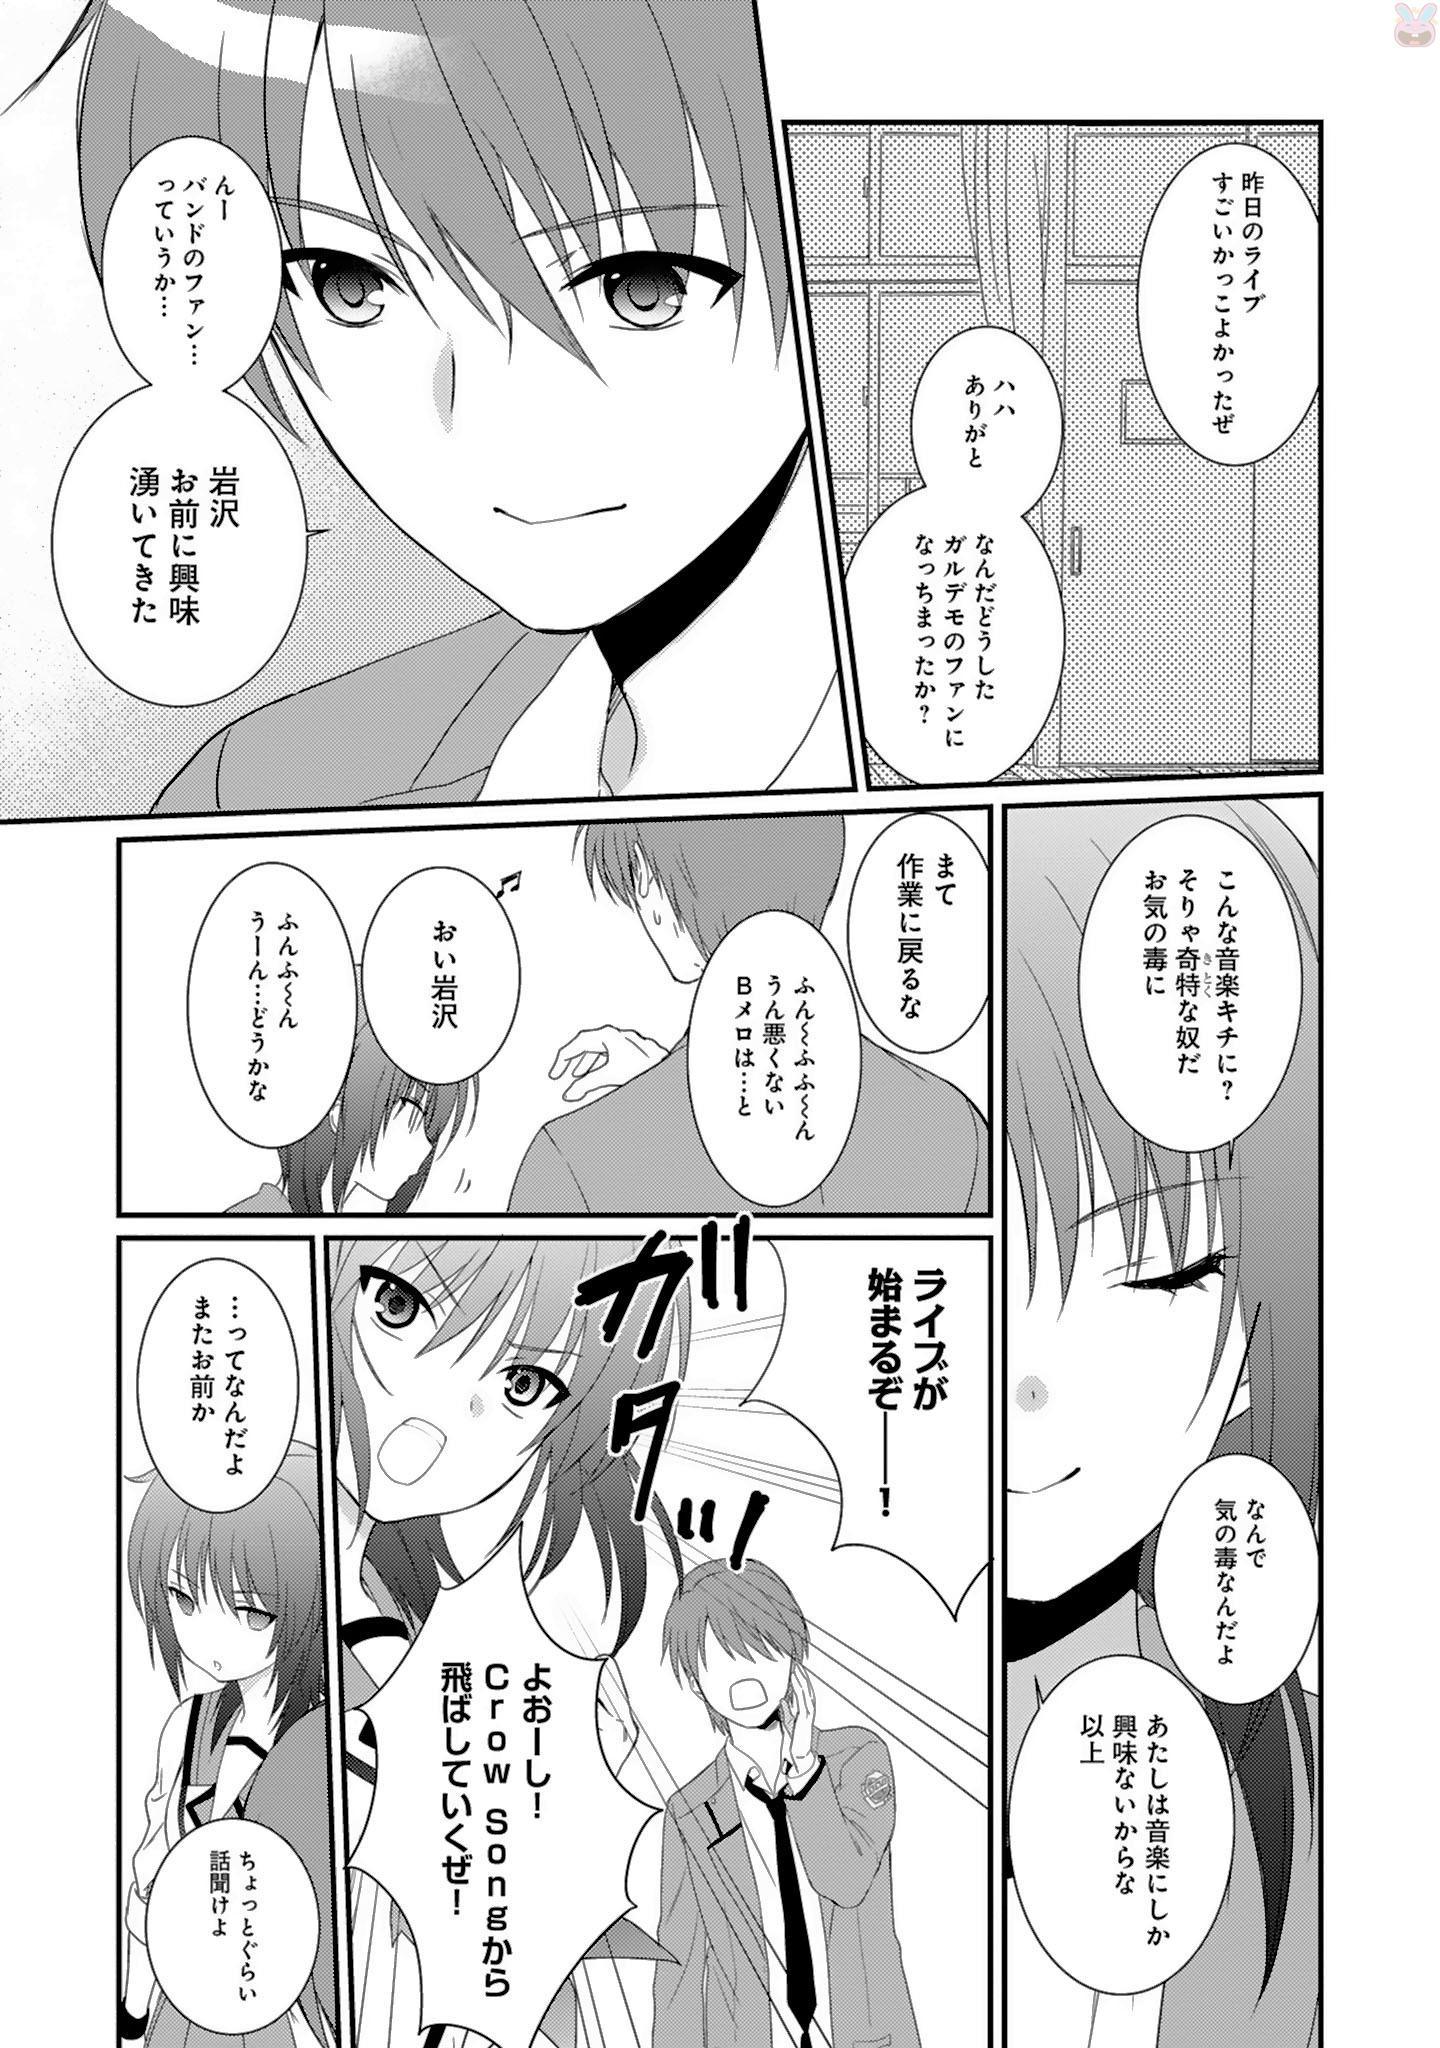 昨日のライブ
すごいかっこよかったぜ
ハハ
ありがと
なんだどうした
ガルデモのファンに
なっちまったか?
んー
バンドのファン…
っていうか…
岩沢
お前に興味
湧いてきた
こんな音楽キチに?
そりゃ奇特な奴だ
きとく
お気の毒に
なんで
気の毒なんだよ
あたしは音楽にしか
興味ないからな
以上
まて
作業に戻るな
ふん〜ふふ〜ん
うん悪くない
Bメロは…と
おい岩沢
ふんふ〜ん
うーん…どうかな
ライブが
始まるぞ――!
ガタッ
よおーし!
Crow Songから
飛ばしていくぜ!
…ってなんだよ
またお前か
ちょっとぐらい
話聞けよ